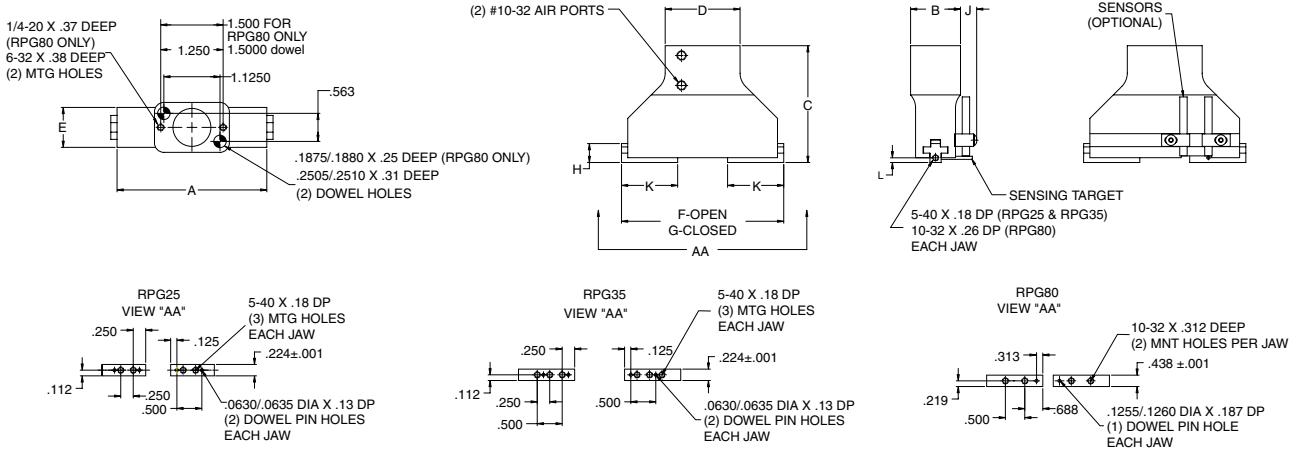 1/4-20 X .37 DEEP
(RPG80 ONLY)
6-32 X .38 DEEP
(2) MTG HOLES
1.500 FOR
RPG80 ONLY
1.5000 dowel
1.250
1.1250
.563
E
A
.1875/.1880 X .25 DEEP (RPG80 ONLY)
.2505/.2510 X .31 DEEP
(2) DOWEL HOLES
(2) #10-32 AIR PORTS
D
C
H
K
K
F-OPEN
G-CLOSED
AA
B
J
L
SENSING TARGET
5-40 X .18 DP (RPG25 & RPG35)
10-32 X .26 DP (RPG80)
EACH JAW
SENSORS
(OPTIONAL)
RPG25
VIEW "AA"
5-40 X .18 DP
(3) MTG HOLES
EACH JAW
.250
.125
.224±.001
.112
.250
.500
.0630/.0635 DIA X .13 DP
(2) DOWEL PIN HOLES
EACH JAW
RPG35
VIEW "AA"
5-40 X .18 DP
(3) MTG HOLES
EACH JAW
.250
.125
.224±.001
.112
.250
.500
.500
.0630/.0635 DIA X .13 DP
(2) DOWEL PIN HOLES
EACH JAW
RPG80
VIEW "AA"
10-32 X .312 DEEP
(2) MNT HOLES PER JAW
.313
.438 ±.001
.219
.500
.688
.1255/.1260 DIA X .187 DP
(1) DOWEL PIN HOLE
EACH JAW